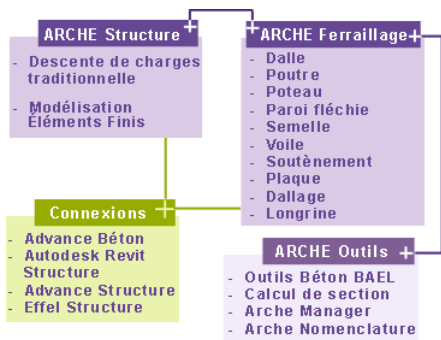 ARCHE Structure
- Descente de charges
traditionnelle
- Modélisation
Éléments Finis
ARCHE Ferraillage
- Dalle
- Poutre
- Poteau
- Paroi fléchie
- Semelle
- Voile
- Soutènement
- Plaque
- Dallage
- Longrine
Connexions
- Advance Béton
- Autodesk Revit
Structure
- Advance Structure
- Effel Structure
ARCHE Outils
- Outils Béton BAEL
- Calcul de section
- Arche Manager
- Arche Nomenclature